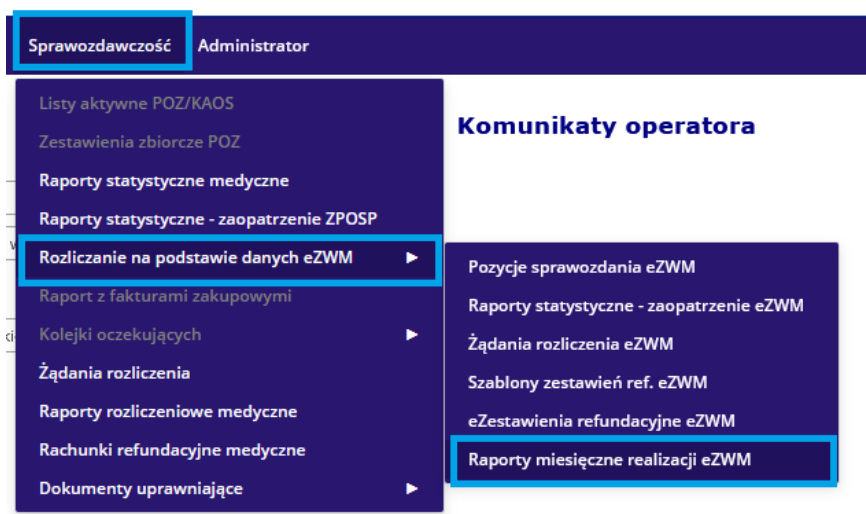 Sprawozdawczość Administrator
Listy aktywne POZ/KAOS
Zestawienia zbiorcze POZ
Raporty statystyczne medyczne
Raporty statystyczne - zaopatrzenie ZPOSP
Rozliczanie na podstawie danych eZWM
Raport z fakturami zakupowymi
Kolejki oczekujących
Żądania rozliczenia
Raporty rozliczeniowe medyczne
Rachunki refundacyjne medyczne
Dokumenty uprawniające
Komunikaty operatora
Pozycje sprawozdania eZWM
Raporty statystyczne - zaopatrzenie eZWM
Żądania rozliczenia eZWM
Szablony zestawień ref. eZWM
eZestawienia refundacyjne eZWM
Raporty miesięczne realizacji eZWM